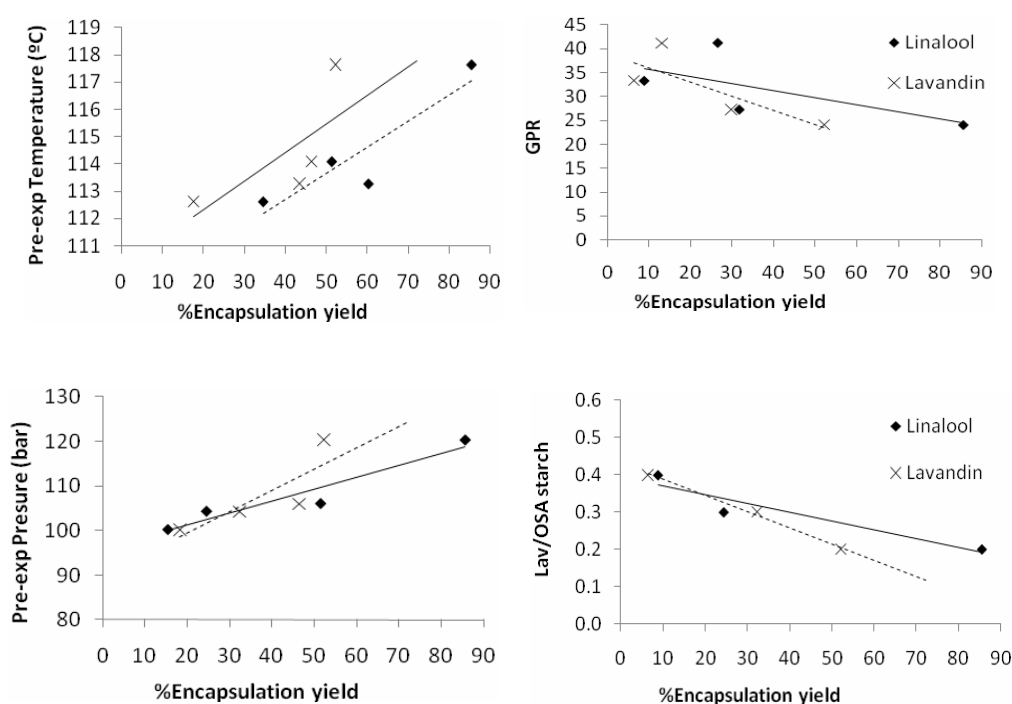 119
118
117
116
115
114
113
112
111
Pre-exp Temperature (ºC)
0 10 20 30 40 50 60 70 80 90
%Encapsulation yield
45
40
35
30
25
20
15
10
5
0
GPR
Linalool
Lavandin
0 10 20 30 40 50 60 70 80 90
%Encapsulation yield
130
120
110
100
90
80
Pre-exp Presure (bar)
0 10 20 30 40 50 60 70 80 90
%Encapsulation yield
0.6
0.5
0.4
0.3
0.2
0.1
0.0
Lav/OSA starch
Linalool
Lavandin
0 10 20 30 40 50 60 70 80 90
%Encapsulation yield